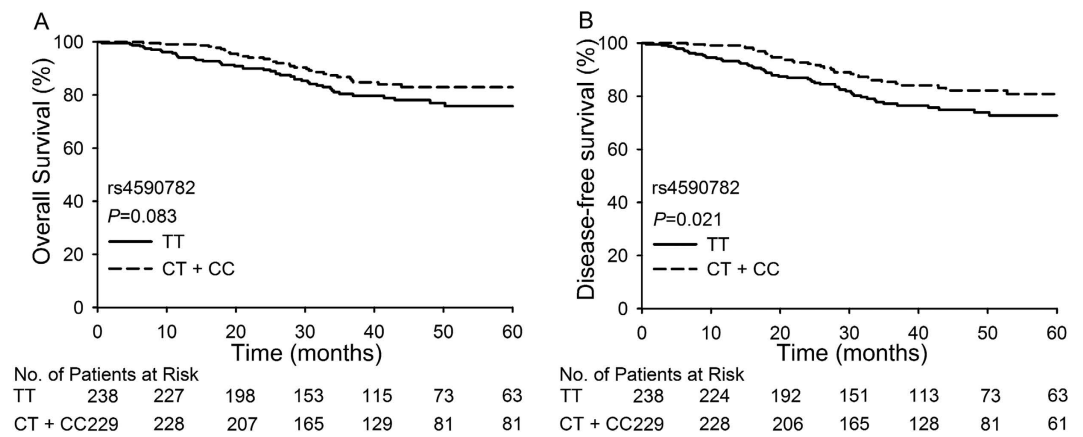 A
Overall Survival (%)
100
80
60
40
20
0
rs4590782
P=0.083
TT
CT + CC
0 10 20 30 40 50 60
Time (months)
No. of Patients at Risk
TT 238 227 198 153 115 73 63
CT + CC229 228 207 165 129 81 81
B
Disease-free survival (%)
100
80
60
40
20
0
rs4590782
P=0.021
TT
CT + CC
0 10 20 30 40 50 60
Time (months)
No. of Patients at Risk
TT 238 224 192 151 113 73 63
CT + CC229 228 206 165 128 81 61